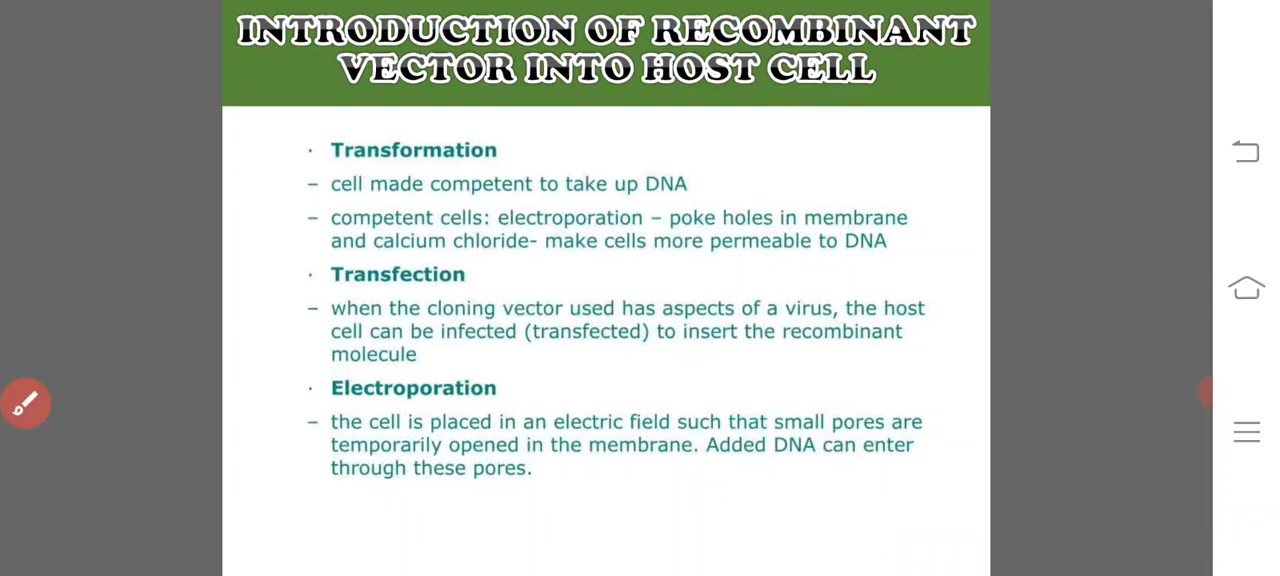 INTRODUCTION OF RECOMBINANT
VECTOR INTO HOST CELL
· Transformation
– cell made competent to take up DNA
– competent cells: electroporation – poke holes in membrane
and calcium chloride- make cells more permeable to DNA
· Transfection
– when the cloning vector used has aspects of a virus, the host
cell can be infected (transfected) to insert the recombinant
molecule
· Electroporation
– the cell is placed in an electric field such that small pores are
temporarily opened in the membrane. Added DNA can enter
through these pores.